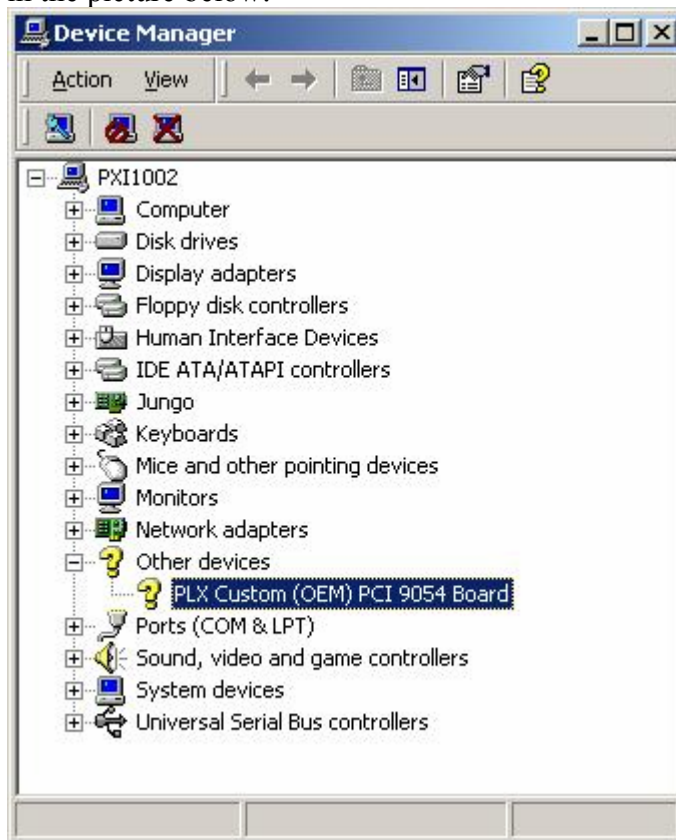 in the picture below.
Device Manager
Action View
PXI1002
Computer
Disk drives
Display adapters
Floppy disk controllers
Human Interface Devices
IDE ATA/ATAPI controllers
Jungo
Keyboards
Mice and other pointing devices
Monitors
Network adapters
Other devices
PLX Custom (OEM) PCI 9054 Board
Ports (COM & LPT)
Sound, video and game controllers
System devices
Universal Serial Bus controllers